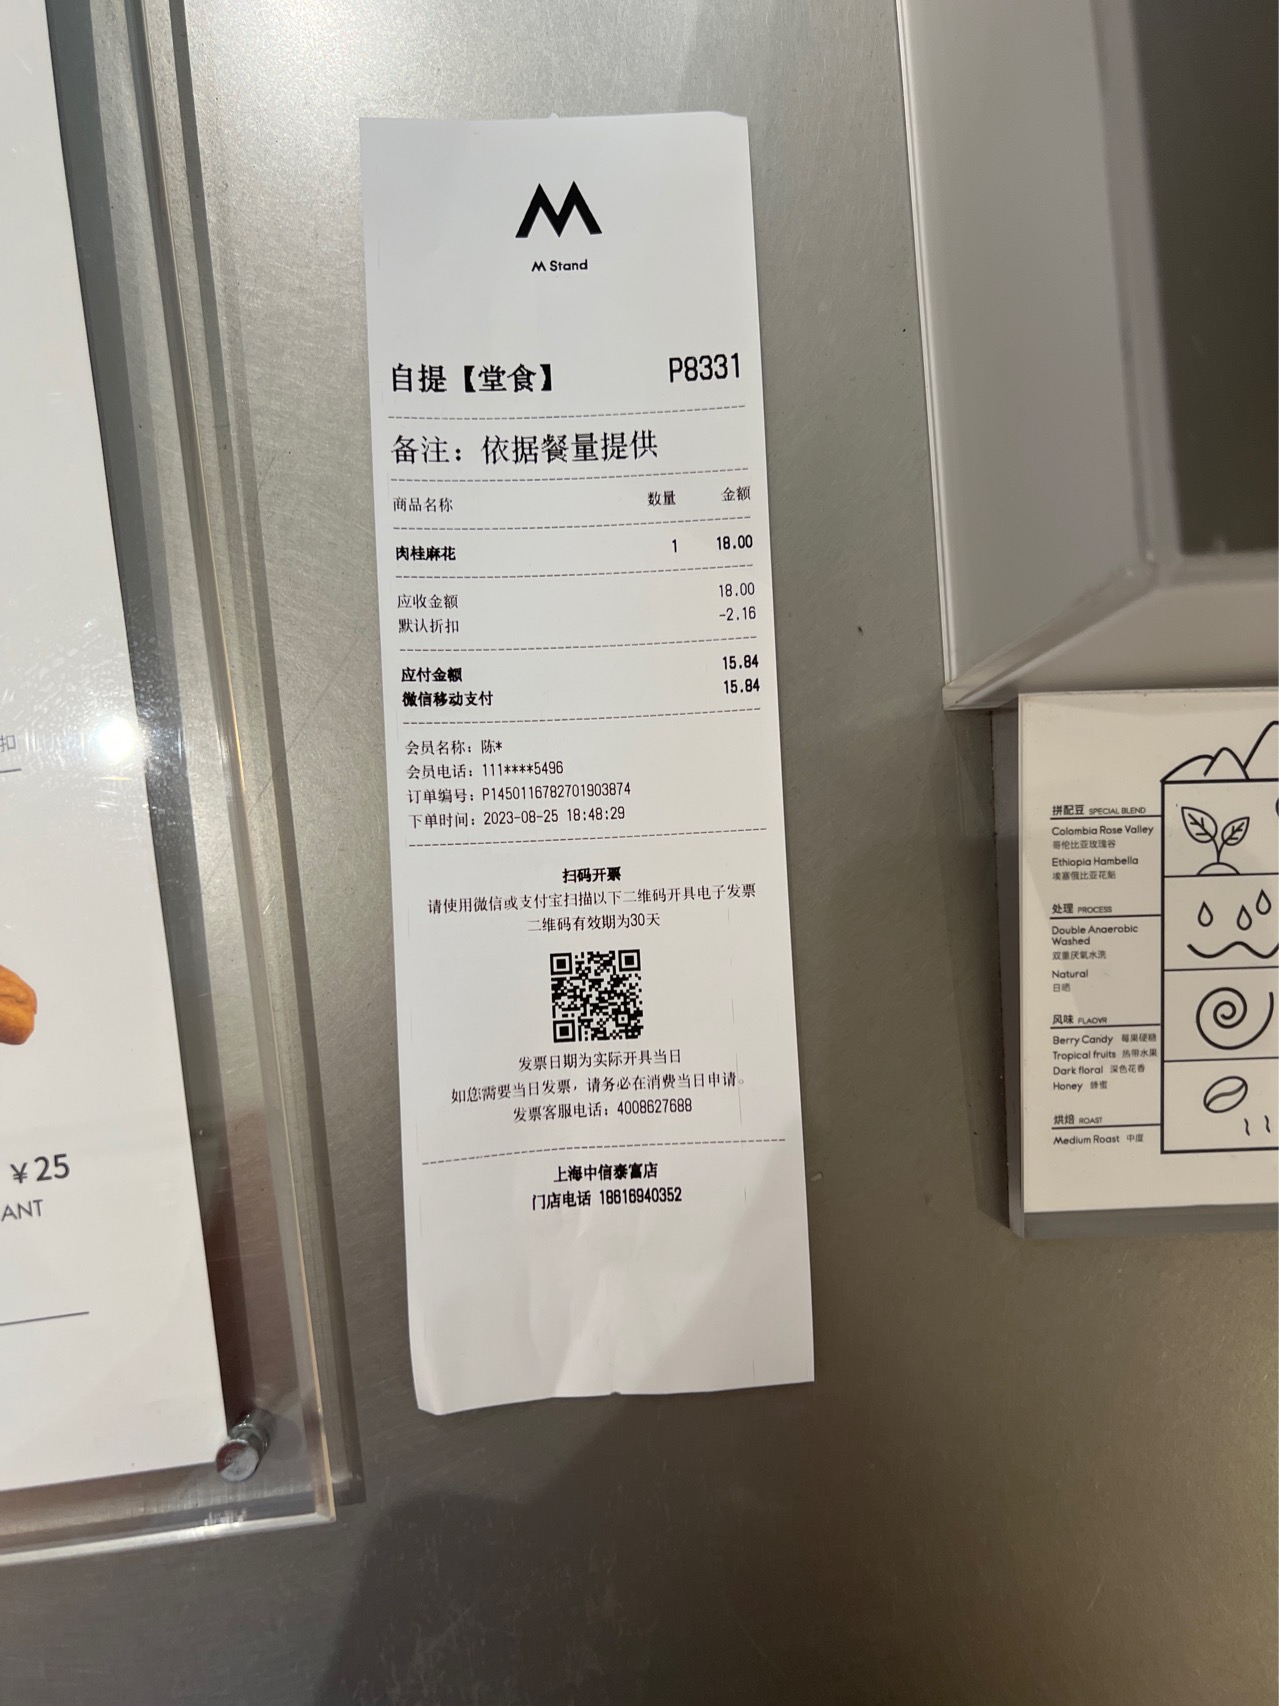 M Stand
自提【堂食】 P8331
备注：依据餐量提供
商品名称 数量 金额
肉桂麻花 1 18.00
应收金额 18.00
默认折扣 -2.16
应付金额 15.84
微信移动支付 15.84
会员名称：陈*
会员电话：111****5496
订单编号：P1450116782701903874
下单时间：2023-08-25 18:48:29
扫码开票
请使用微信或支付宝扫描以下二维码开具电子发票
二维码有效期为30天
发票日期为实际开具当日
如您需要当日发票，请务必在消费当日申请。
发票客服电话：4008627688
上海中信泰富店
门店电话 18616940352
扣
¥25
ANT
拼配豆 SPECIAL BLEND
Colombia Rose Valley
哥伦比亚玫瑰谷
Ethiopia Hambella
埃塞俄比亚花魁
处理 PROCESS
Double Anaerobic
Washed
双重厌氧水洗
Natural
日晒
风味 FLAOVR
Berry Candy 莓果硬糖
Tropical fruits 热带水果
Dark floral 深色花香
Honey 蜂蜜
烘焙 ROAST
Medium Roast 中度